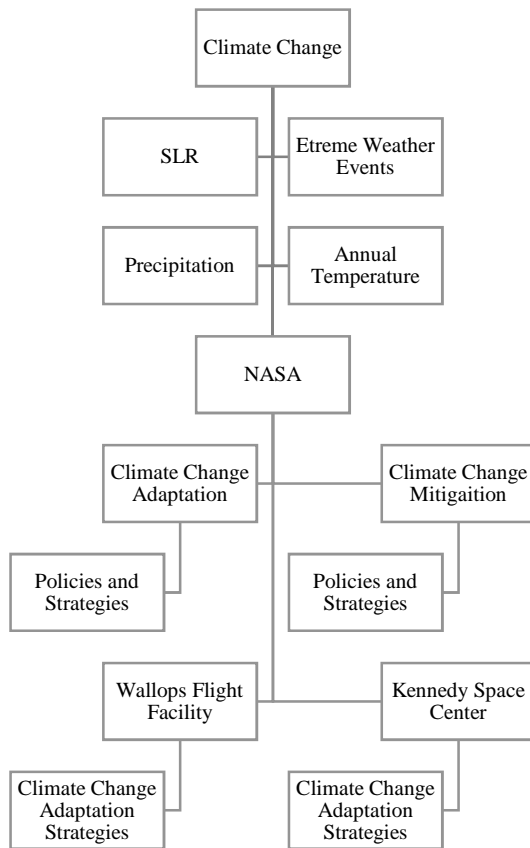 Climate Change
SLR
Etreme Weather
Events
Precipitation
Annual
Temperature
NASA
Climate Change
Adaptation
Climate Change
Mitigaition
Policies and
Strategies
Policies and
Strategies
Wallops Flight
Facility
Kennedy Space
Center
Climate Change
Adaptation
Strategies
Climate Change
Adaptation
Strategies